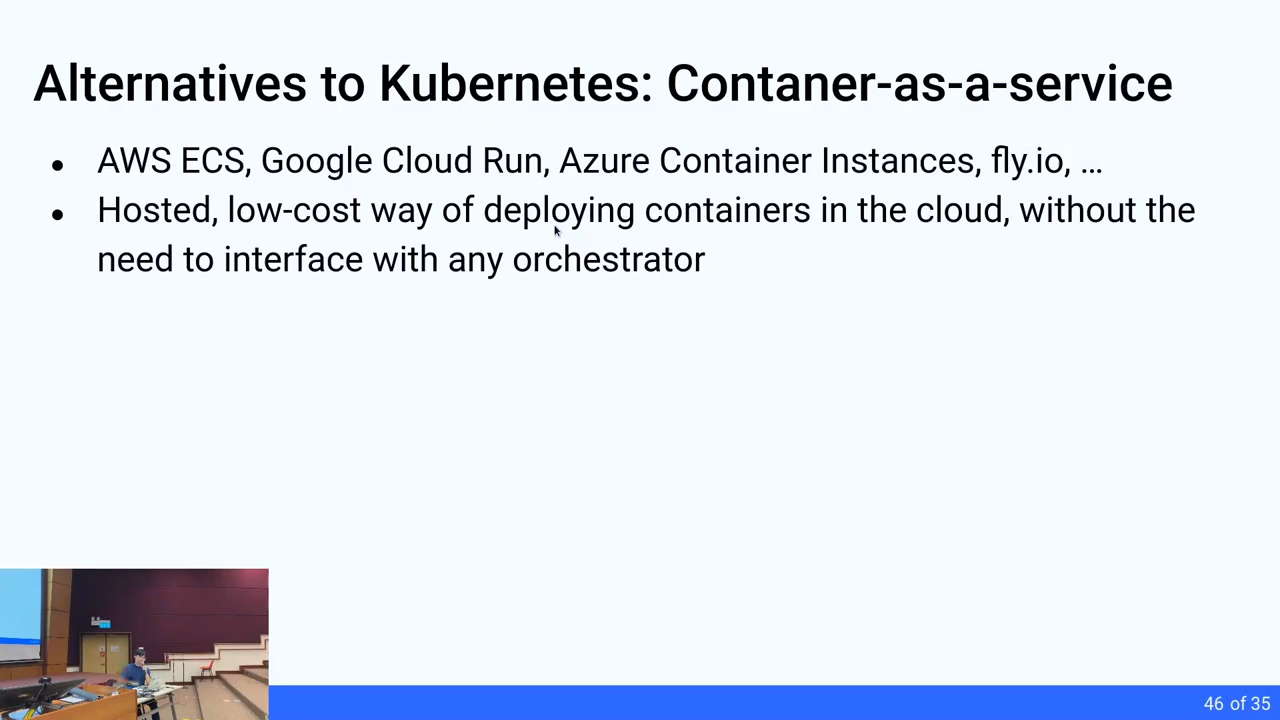 Alternatives to Kubernetes: Contaner-as-a-service
● AWS ECS, Google Cloud Run, Azure Container Instances, fly.io, …
● Hosted, low-cost way of deploying containers in the cloud, without the
need to interface with any orchestrator
46 of 35